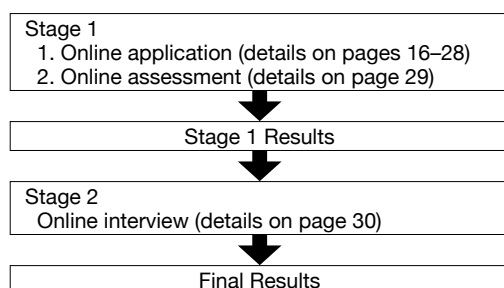 Stage 1
1. Online application (details on pages 16–28)
2. Online assessment (details on page 29)
Stage 1 Results
Stage 2
Online interview (details on page 30)
Final Results